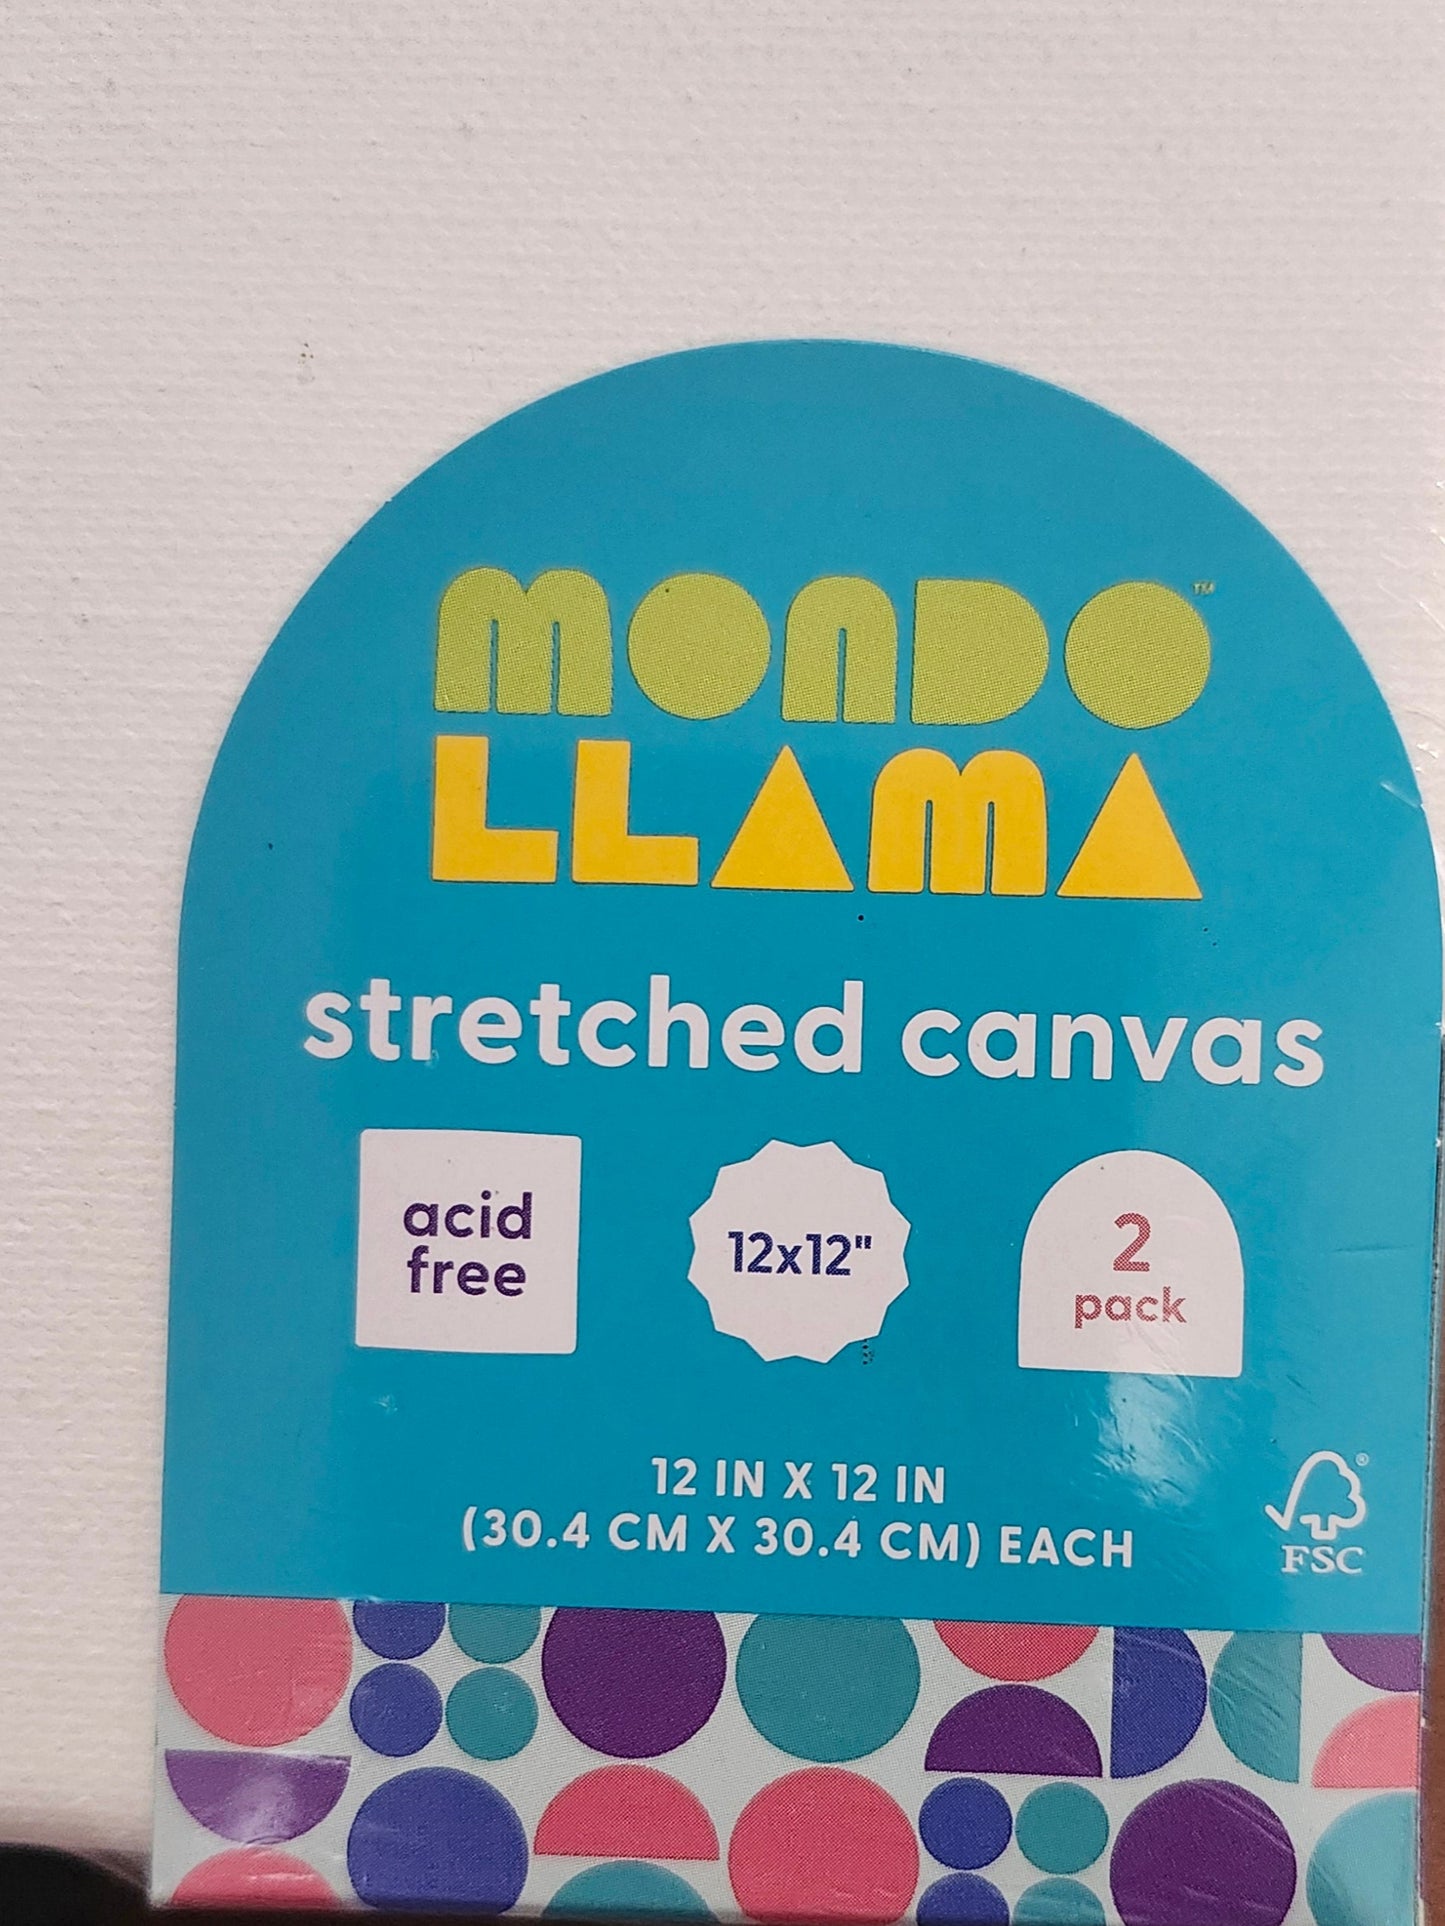 MONDO™
LLAMA
stretched canvas
acid
free
12x12"
2
pack
12 IN X 12 IN
(30.4 CM X 30.4 CM) EACH
®
FSC